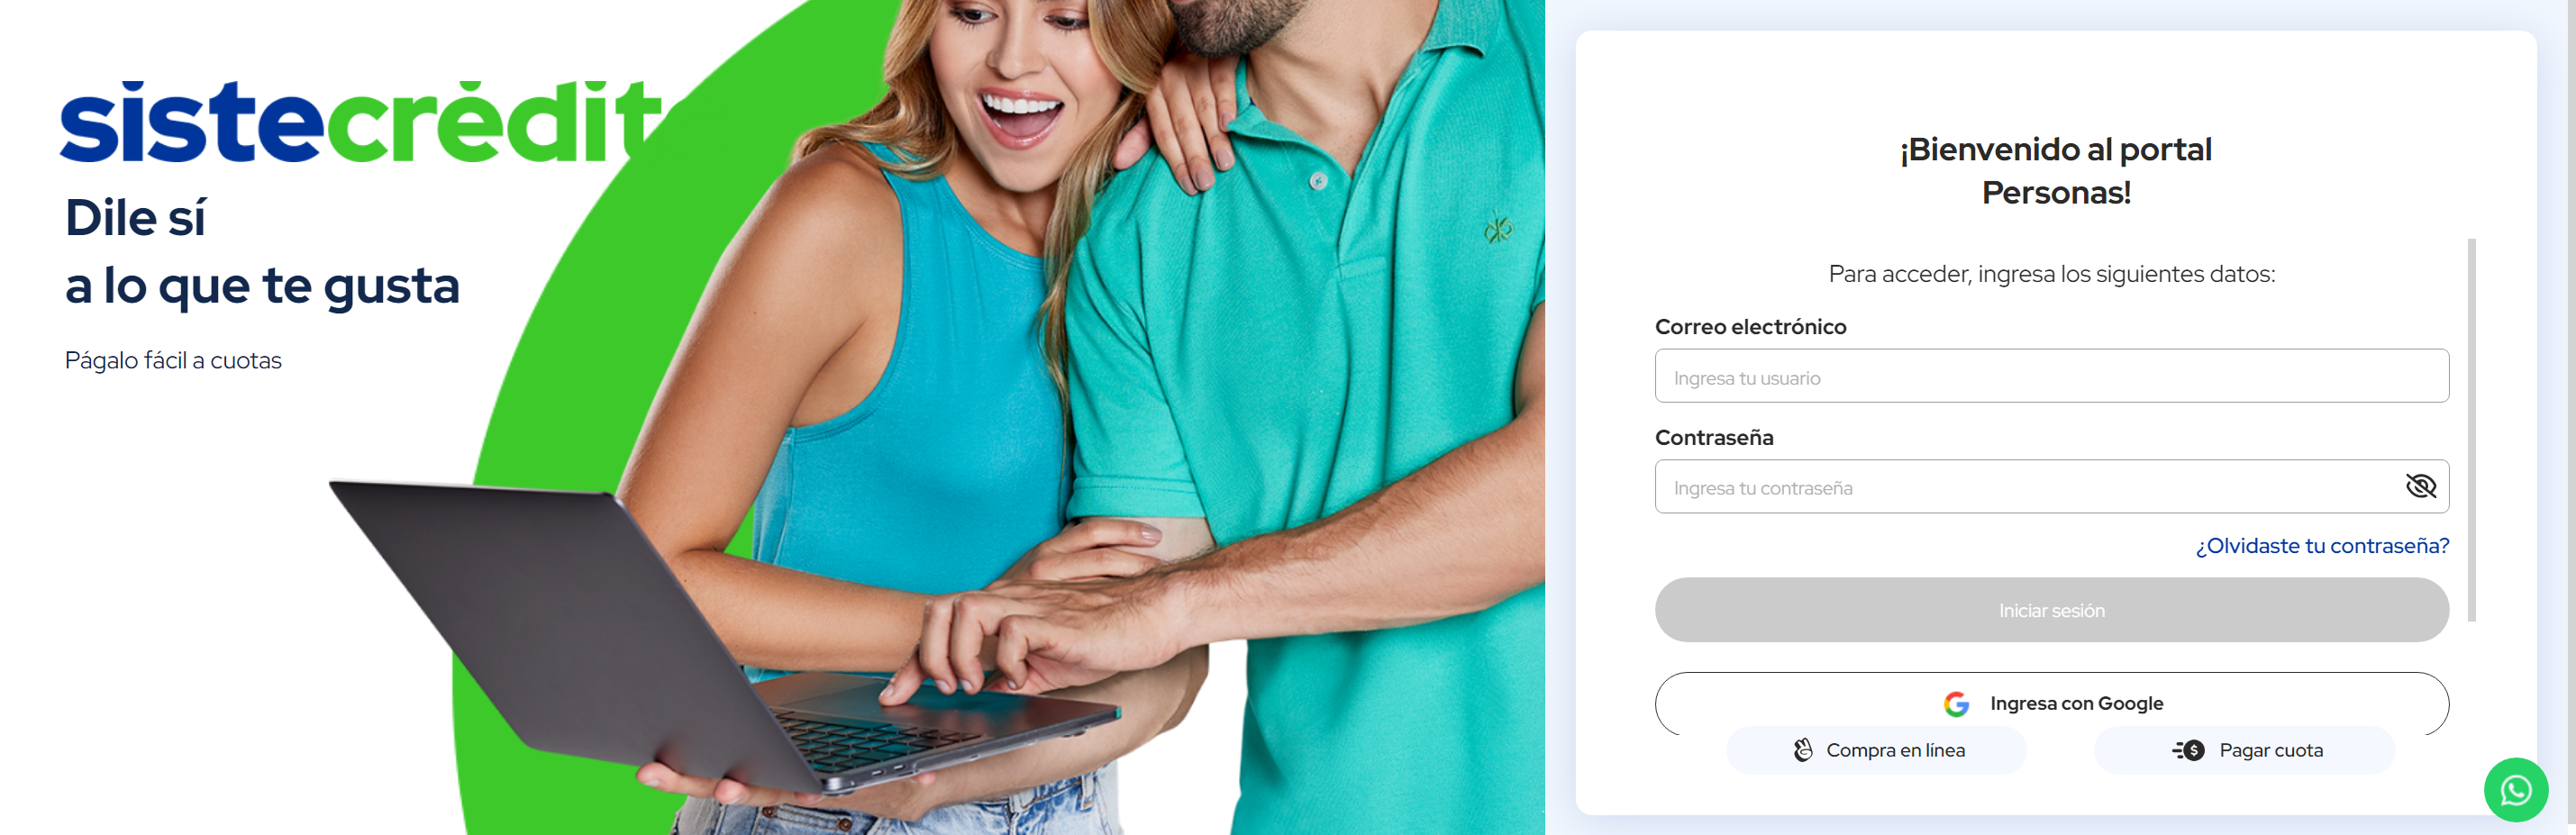 sistecrédit
Dile sí
a lo que te gusta
Págalo fácil a cuotas
¡Bienvenido al portal
Personas!
Para acceder, ingresa los siguientes datos:
Correo electrónico
Ingresa tu usuario
Contraseña
Ingresa tu contraseña
¿Olvidaste tu contraseña?
Iniciar sesión
Ingresa con Google
Compra en línea
Pagar cuota